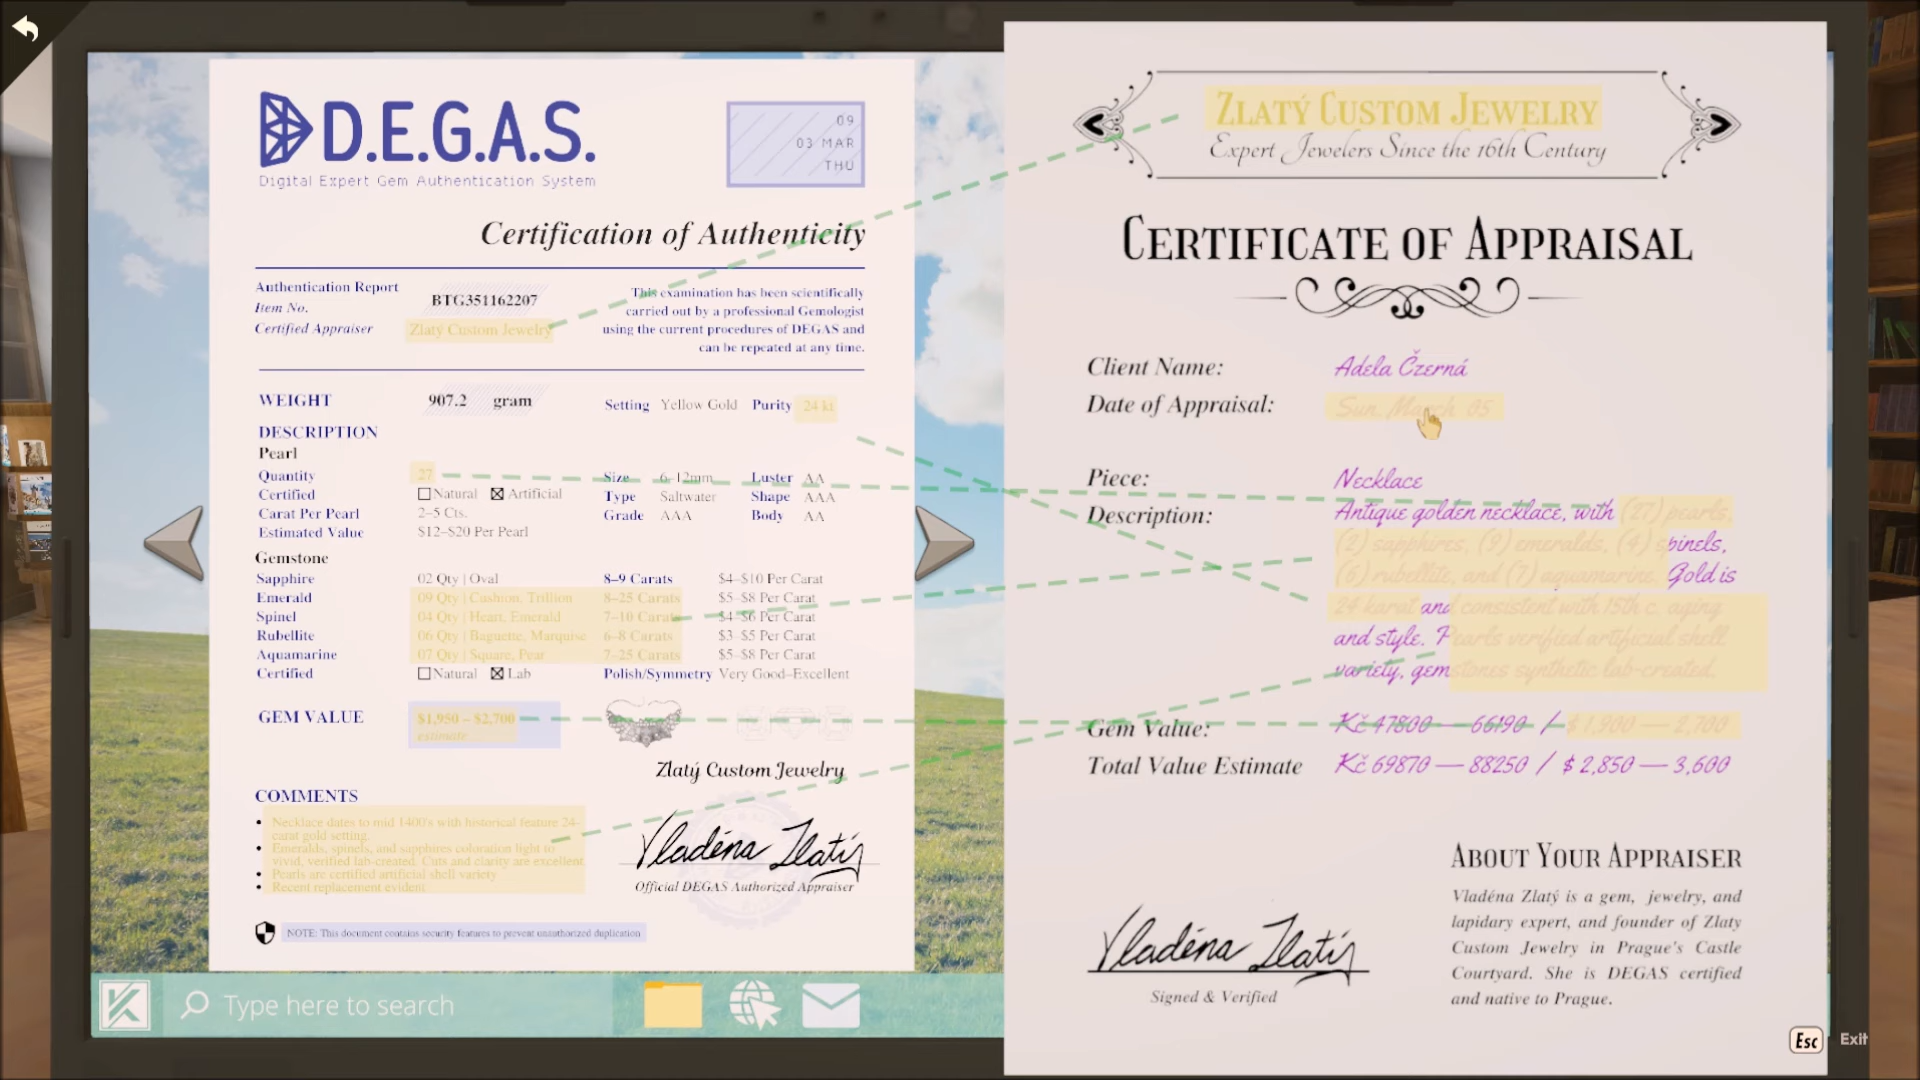 D.E.G.A.S.
Digital Expert Gem Authentication System
09
03 MAR
THU
Certification of Authenticity
Authentication Report
Item No.
BTG351162207
Certified Appraiser
Zlatý Custom Jewelry
This examination has been scientifically
carried out by a professional Gemologist
using the current procedures of DEGAS and
can be repeated at any time.
WEIGHT 907.2 gram Setting Yellow Gold Purity 24 kt
DESCRIPTION
Pearl
Quantity 27 Size 6-12mm Luster AA
Certified Natural Artificial Type Saltwater Shape AAA
Carat Per Pearl 2-5 Cts. Grade AAA Body AA
Estimated Value $12-$20 Per Pearl
Gemstone
Sapphire 02 Qty | Oval 8-9 Carats $4-$10 Per Carat
Emerald 09 Qty | Cushion, Trillion 8-25 Carats $5-$8 Per Carat
Spinel 04 Qty | Heart, Emerald 7-10 Carats $4-$6 Per Carat
Rubellite 06 Qty | Baguette, Marquise 6-8 Carats $3-$5 Per Carat
Aquamarine 07 Qty | Square, Pear 7-25 Carats $5-$8 Per Carat
Certified Natural Lab Polish/Symmetry Very Good-Excellent
GEM VALUE $1,950 - $2,700
estimate
Zlatý Custom Jewelry
COMMENTS
Necklace dates to mid 1400's with historical feature 24-
carat gold setting.
Emeralds, spinels, and sapphires coloration light to
vivid, verified lab-created. Cuts and clarity are excellent
Pearls are certified artificial shell variety
Recent replacement evident
Vladéna Zlatý
Official DEGAS Authorized Appraiser
NOTE: This document contains security features to prevent unauthorized duplication
Type here to search
Zlatý Custom Jewelry
Expert Jewelers Since the 16th Century
Certificate of Appraisal
Client Name: Adela Čzerná
Date of Appraisal: Sun. March 05
Piece: Necklace
Description: Antique golden necklace, with (27) pearls,
(2) sapphires, (9) emeralds, (4) spinels,
(6) rubellite, and (7) aquamarine. Gold is
24 karat and consistent with 15th c. aging
and style. Pearls verified artificial shell
variety, gemstones synthetic lab-created.
Gem Value: Kč 47800 — 66190 / $ 1,900 — 2,700
Total Value Estimate Kč 69870 — 88250 / $ 2,850 — 3,600
Vladéna Zlatý
Signed & Verified
About Your Appraiser
Vladéna Zlatý is a gem, jewelry, and
lapidary expert, and founder of Zlaty
Custom Jewelry in Prague's Castle
Courtyard. She is DEGAS certified
and native to Prague.
Esc Exit